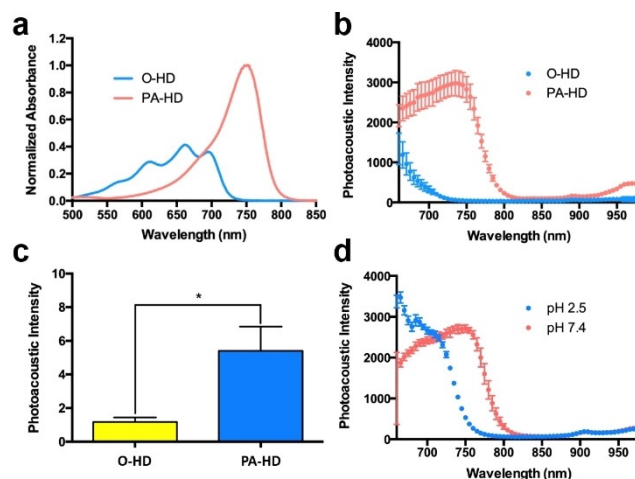 a
Normalized Absorbance
1.2
1.0
0.8
0.6
0.4
0.2
0.0
500 550 600 650 700 750 800 850
Wavelength (nm)
O-HD
PA-HD
b
Photoacoustic Intensity
4000
3000
2000
1000
0
700 750 800 850 900 950
Wavelength (nm)
O-HD
PA-HD
c
Photoacoustic Intensity
10
8
6
4
2
0
*
O-HD PA-HD
d
Photoacoustic Intensity
4000
3000
2000
1000
0
700 750 800 850 900 950
Wavelength (nm)
pH 2.5
pH 7.4